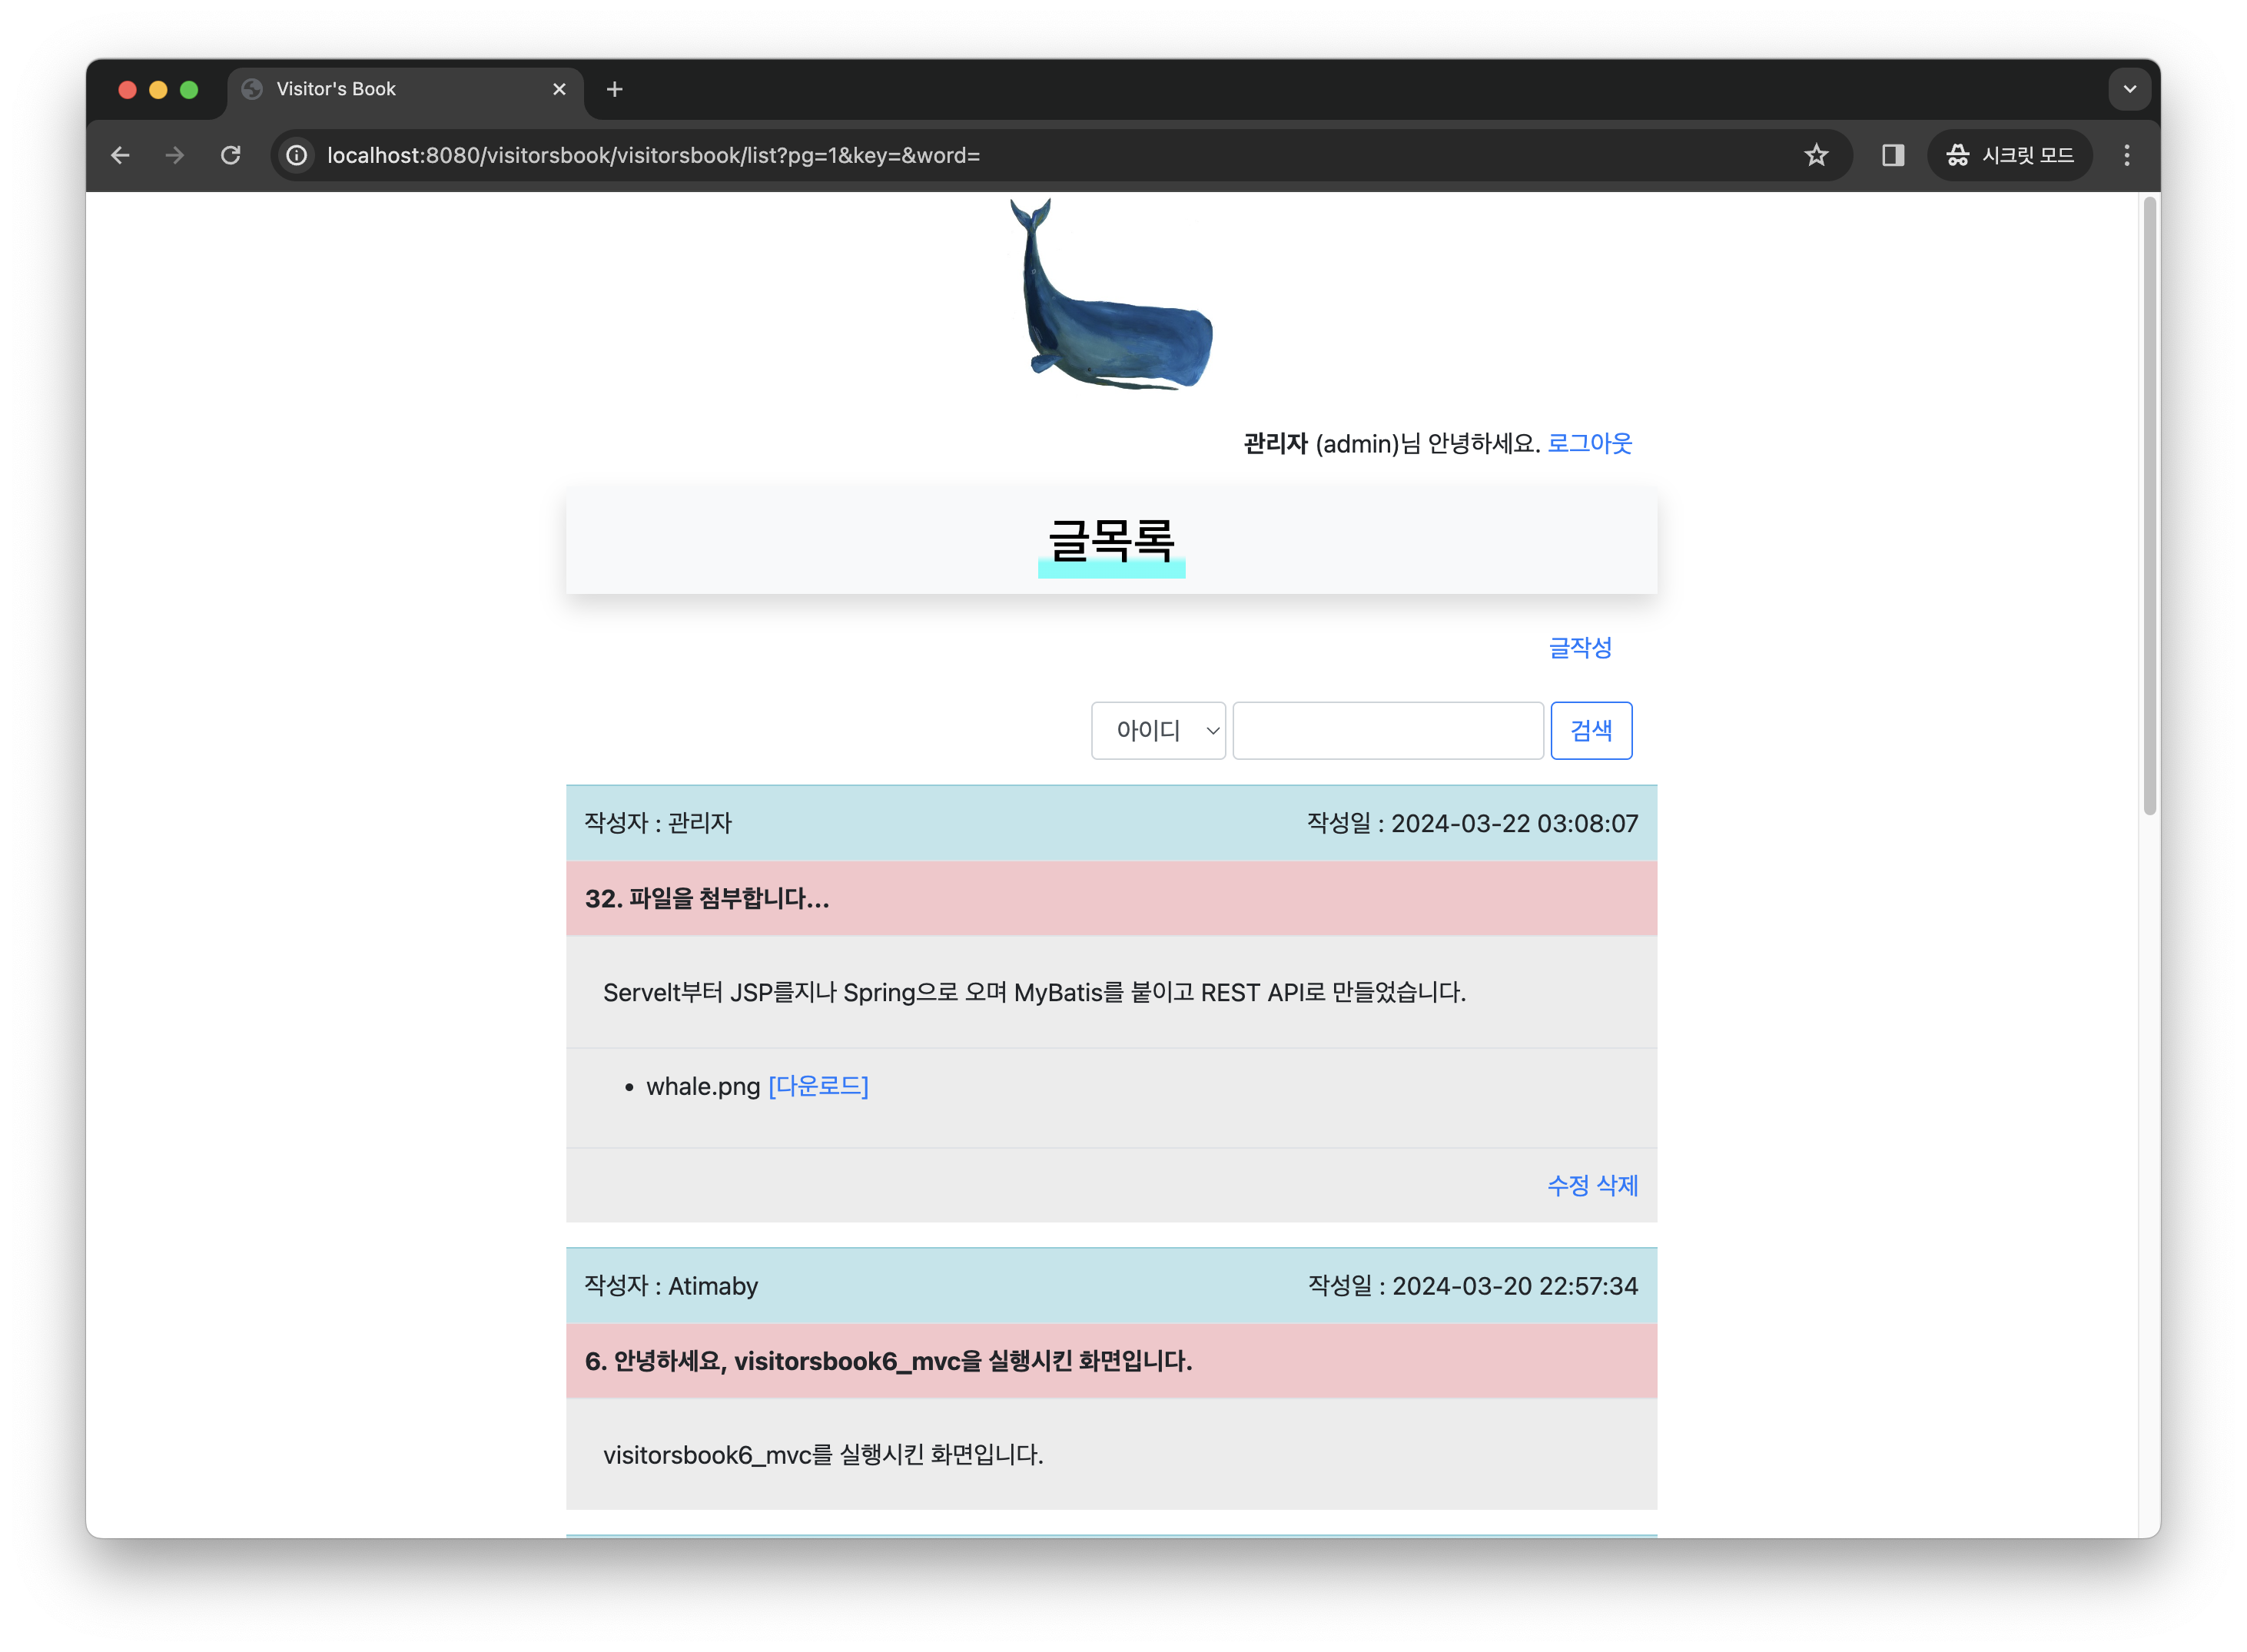 Visitor's Book
localhost:8080/visitorsbook/visitorsbook/list?pg=1&key=&word=
시크릿 모드
관리자 (admin)님 안녕하세요. 로그아웃
글목록
글작성
아이디 검색
작성자 : 관리자 작성일 : 2024-03-22 03:08:07
32. 파일을 첨부합니다...
Servelt부터 JSP를지나 Spring으로 오며 MyBatis를 붙이고 REST API로 만들었습니다.
• whale.png [다운로드]
수정 삭제
작성자 : Atimaby 작성일 : 2024-03-20 22:57:34
6. 안녕하세요, visitorsbook6_mvc을 실행시킨 화면입니다.
visitorsbook6_mvc를 실행시킨 화면입니다.